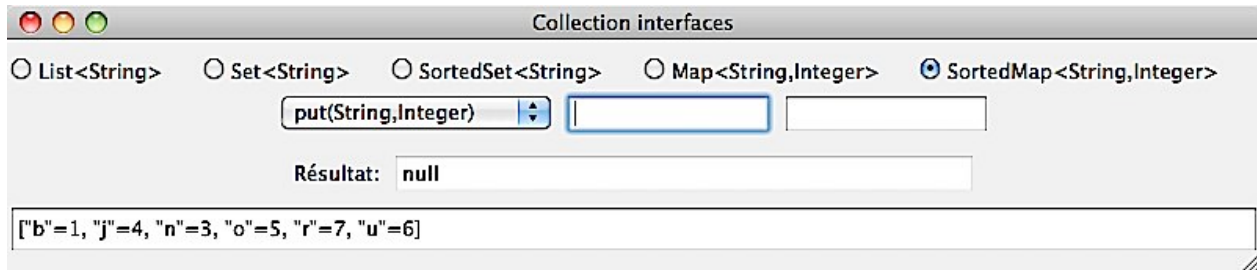 Collection interfaces
List<String> Set<String> SortedSet<String> Map<String,Integer> SortedMap<String,Integer>
put(String,Integer)
Résultat: null
["b"=1, "j"=4, "n"=3, "o"=5, "r"=7, "u"=6]